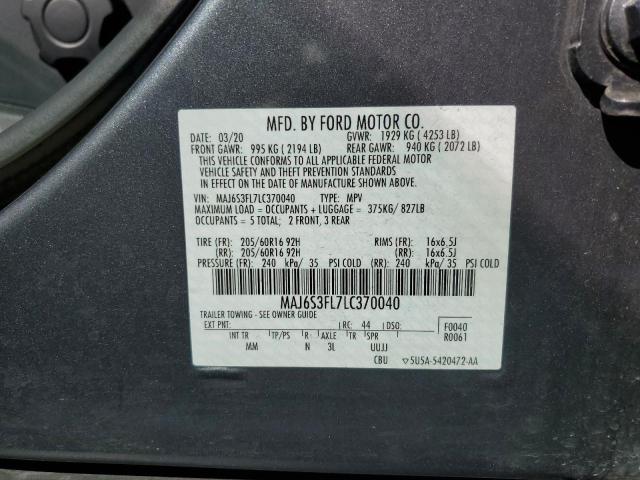 MFD. BY FORD MOTOR CO.
DATE: 03/20 GVWR: 1929 KG ( 4253 LB)
FRONT GAWR: 995 KG ( 2194 LB) REAR GAWR: 940 KG ( 2072 LB)
THIS VEHICLE CONFORMS TO ALL APPLICABLE FEDERAL MOTOR
VEHICLE SAFETY AND THEFT PREVENTION STANDARDS
IN EFFECT ON THE DATE OF MANUFACTURE SHOWN ABOVE.
VIN: MAJ6S3FL7LC370040 TYPE: MPV
MAXIMUM LOAD = OCCUPANTS + LUGGAGE = 375KG/ 827LB
OCCUPANTS = 5 TOTAL; 2 FRONT, 3 REAR
TIRE (FR): 205/60R16 92H RIMS (FR): 16x6.5J
(RR): 205/60R16 92H (RR): 16x6.5J
PRESSURE (FR): 240 kPa/ 35 PSI COLD (RR): 240 kPa/ 35 PSI COLD
MAJ6S3FL7LC370040
TRAILER TOWING - SEE OWNER GUIDE
EXT PNT: RC: 44 DSO: F0040
INT TR TP/PS R AXLE TR SPR R0061
MM N 3L UUJJ
CBU ▽5U5A-5420472-AA